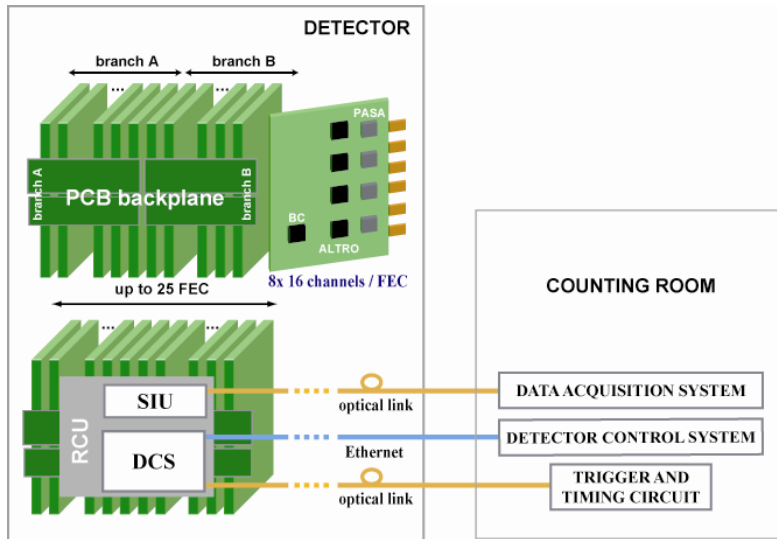 DETECTOR
branch A
branch B
...
...
PASA
branch A
PCB backplane
branch B
BC
ALTRO
8x 16 channels / FEC
up to 25 FEC
...
...
COUNTING ROOM
RCU
SIU
DCS
optical link
Ethernet
optical link
DATA ACQUISITION SYSTEM
DETECTOR CONTROL SYSTEM
TRIGGER AND
TIMING CIRCUIT